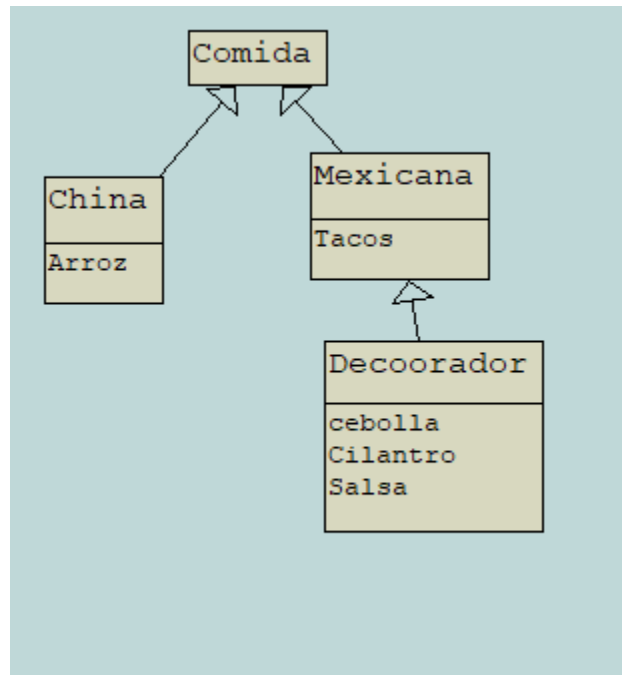 Comida
China
Arroz
Mexicana
Tacos
Decoorador
cebolla
Cilantro
Salsa